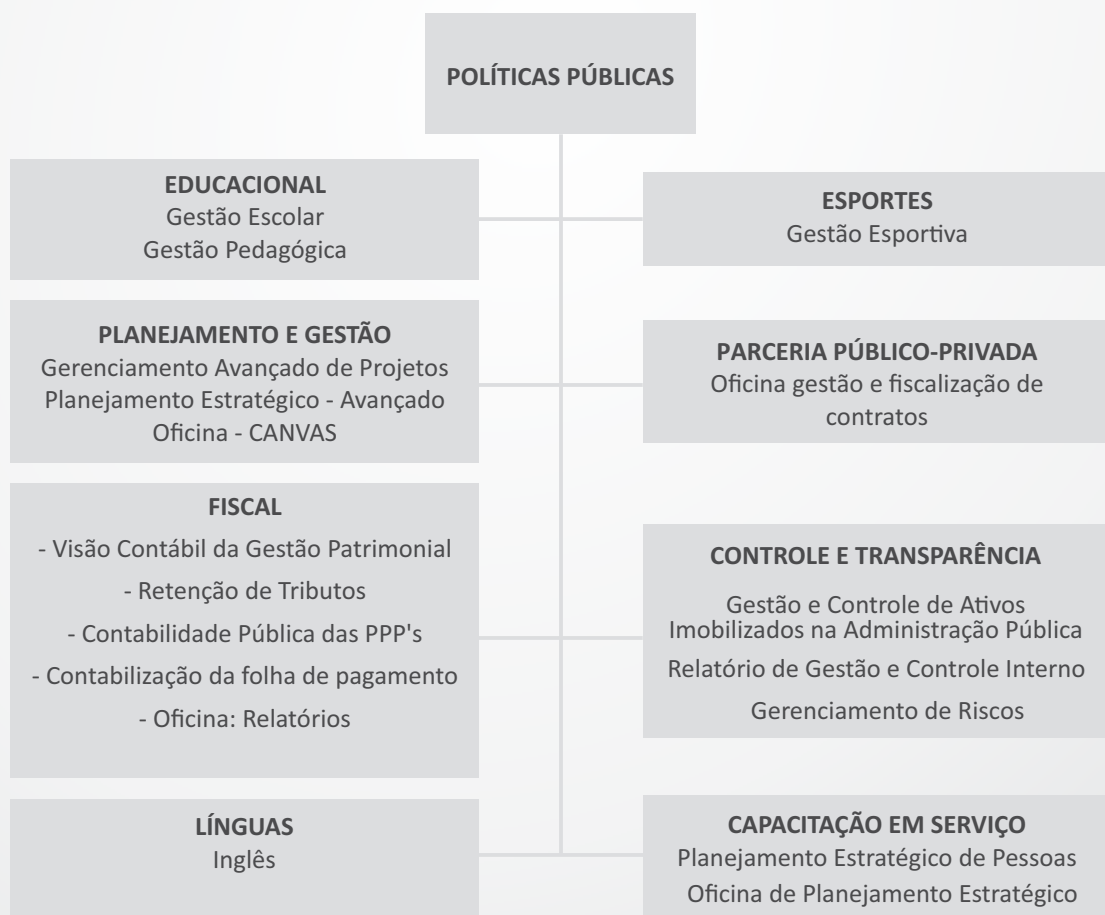 POLÍTICAS PÚBLICAS
EDUCACIONAL
Gestão Escolar
Gestão Pedagógica
ESPORTES
Gestão Esportiva
PLANEJAMENTO E GESTÃO
Gerenciamento Avançado de Projetos
Planejamento Estratégico - Avançado
Oficina - CANVAS
PARCERIA PÚBLICO-PRIVADA
Oficina gestão e fiscalização de
contratos
FISCAL
- Visão Contábil da Gestão Patrimonial
- Retenção de Tributos
- Contabilidade Pública das PPP's
- Contabilização da folha de pagamento
- Oficina: Relatórios
CONTROLE E TRANSPARÊNCIA
Gestão e Controle de Ativos
Imobilizados na Administração Pública
Relatório de Gestão e Controle Interno
Gerenciamento de Riscos
LÍNGUAS
Inglês
CAPACITAÇÃO EM SERVIÇO
Planejamento Estratégico de Pessoas
Oficina de Planejamento Estratégico